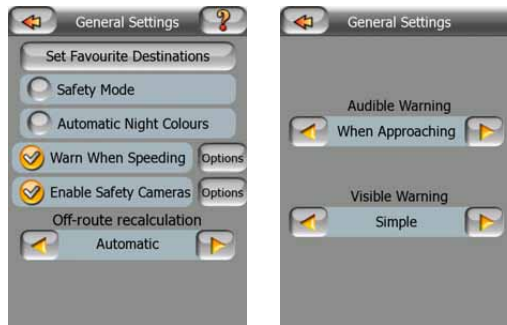 General Settings
?
Set Favourite Destinations
Safety Mode
Automatic Night Colours
Warn When Speeding Options
Enable Safety Cameras Options
Off-route recalculation
Automatic
General Settings
Audible Warning
When Approaching
Visible Warning
Simple